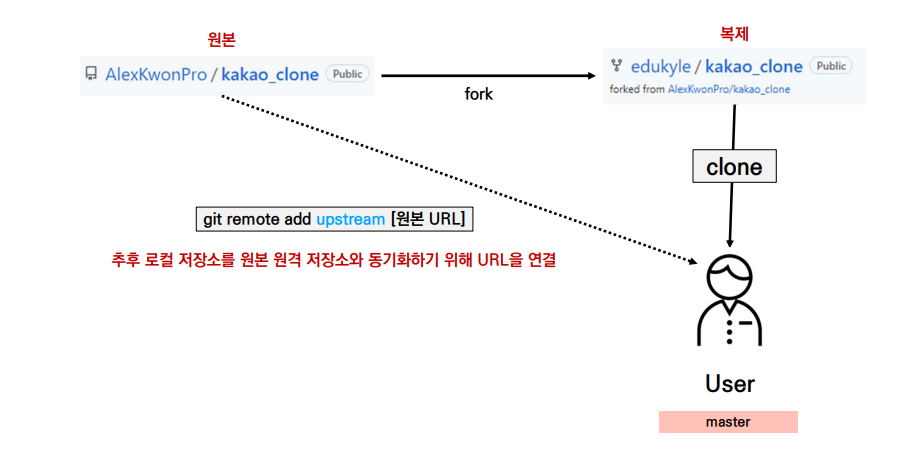 원본
AlexKwonPro / kakao_clone Public
fork
복제
edukyle / kakao_clone Public
forked from AlexKwonPro/kakao_clone
clone
git remote add upstream [원본 URL]
추후 로컬 저장소를 원본 원격 저장소와 동기화하기 위해 URL을 연결
User
master